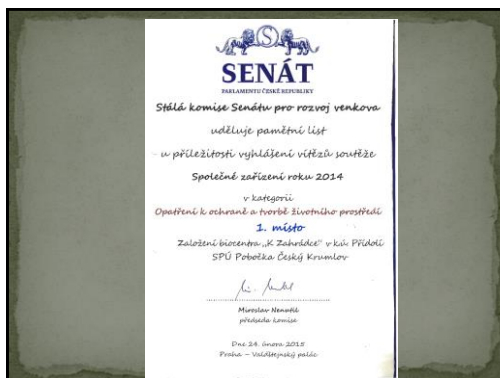 SENÁT
PARLAMENTU ČESKÉ REPUBLIKY
Stálá komise Senátu pro rozvoj venkova
uděluje pamětní list
u příležitosti vyhlášení vítězů soutěže
Společné zařízení roku 2014
v kategorii
Opatření k ochraně a tvorbě životního prostředí
1. místo
Založení biocentra „K Zahrádce“ v k.ú. Přídolí
SPÚ Pobočka Český Krumlov
Miroslav Nenutil
předseda komise
Dne 24. února 2015
Praha – Valdštejnský palác